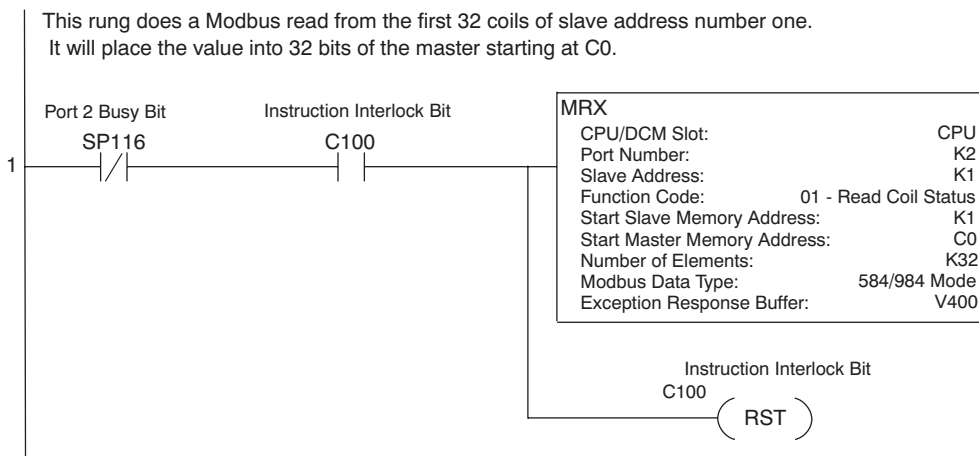 This rung does a Modbus read from the first 32 coils of slave address number one.
It will place the value into 32 bits of the master starting at C0.
Port 2 Busy Bit
Instruction Interlock Bit
SP116
C100
1
MRX
CPU/DCM Slot: CPU
Port Number: K2
Slave Address: K1
Function Code: 01 - Read Coil Status
Start Slave Memory Address: K1
Start Master Memory Address: C0
Number of Elements: K32
Modbus Data Type: 584/984 Mode
Exception Response Buffer: V400
Instruction Interlock Bit
C100
RST